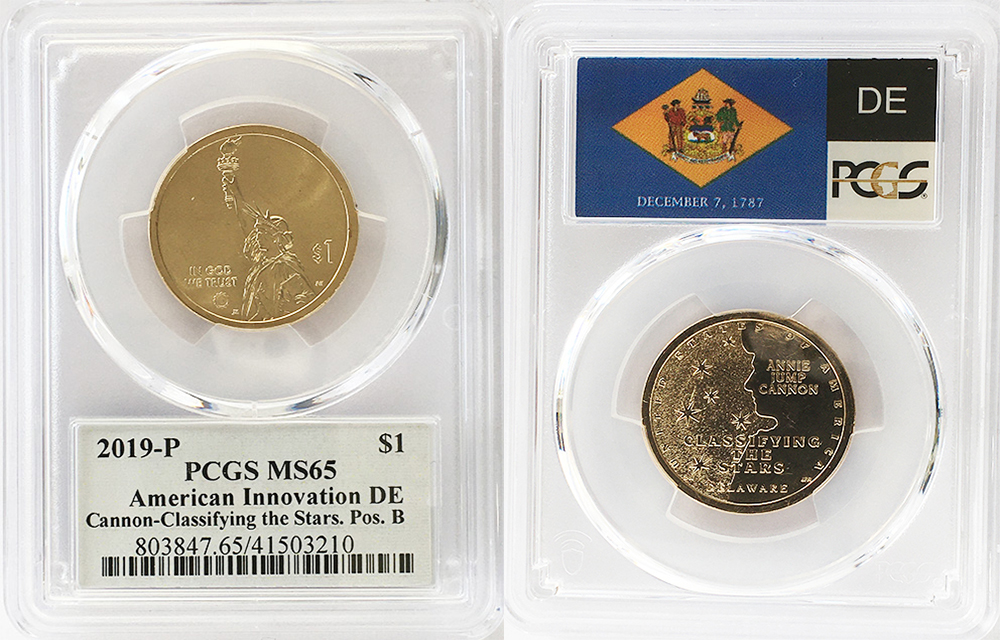 $1
IN GOD
WE TRUST
2019-P $1
PCGS MS65
American Innovation DE
Cannon-Classifying the Stars. Pos. B
803847.65/41503210
DE
PCGS
DECEMBER 7, 1787
UNITED STATES OF AMERICA
ANNIE
JUMP
CANNON
CLASSIFYING
THE
STARS
DELAWARE